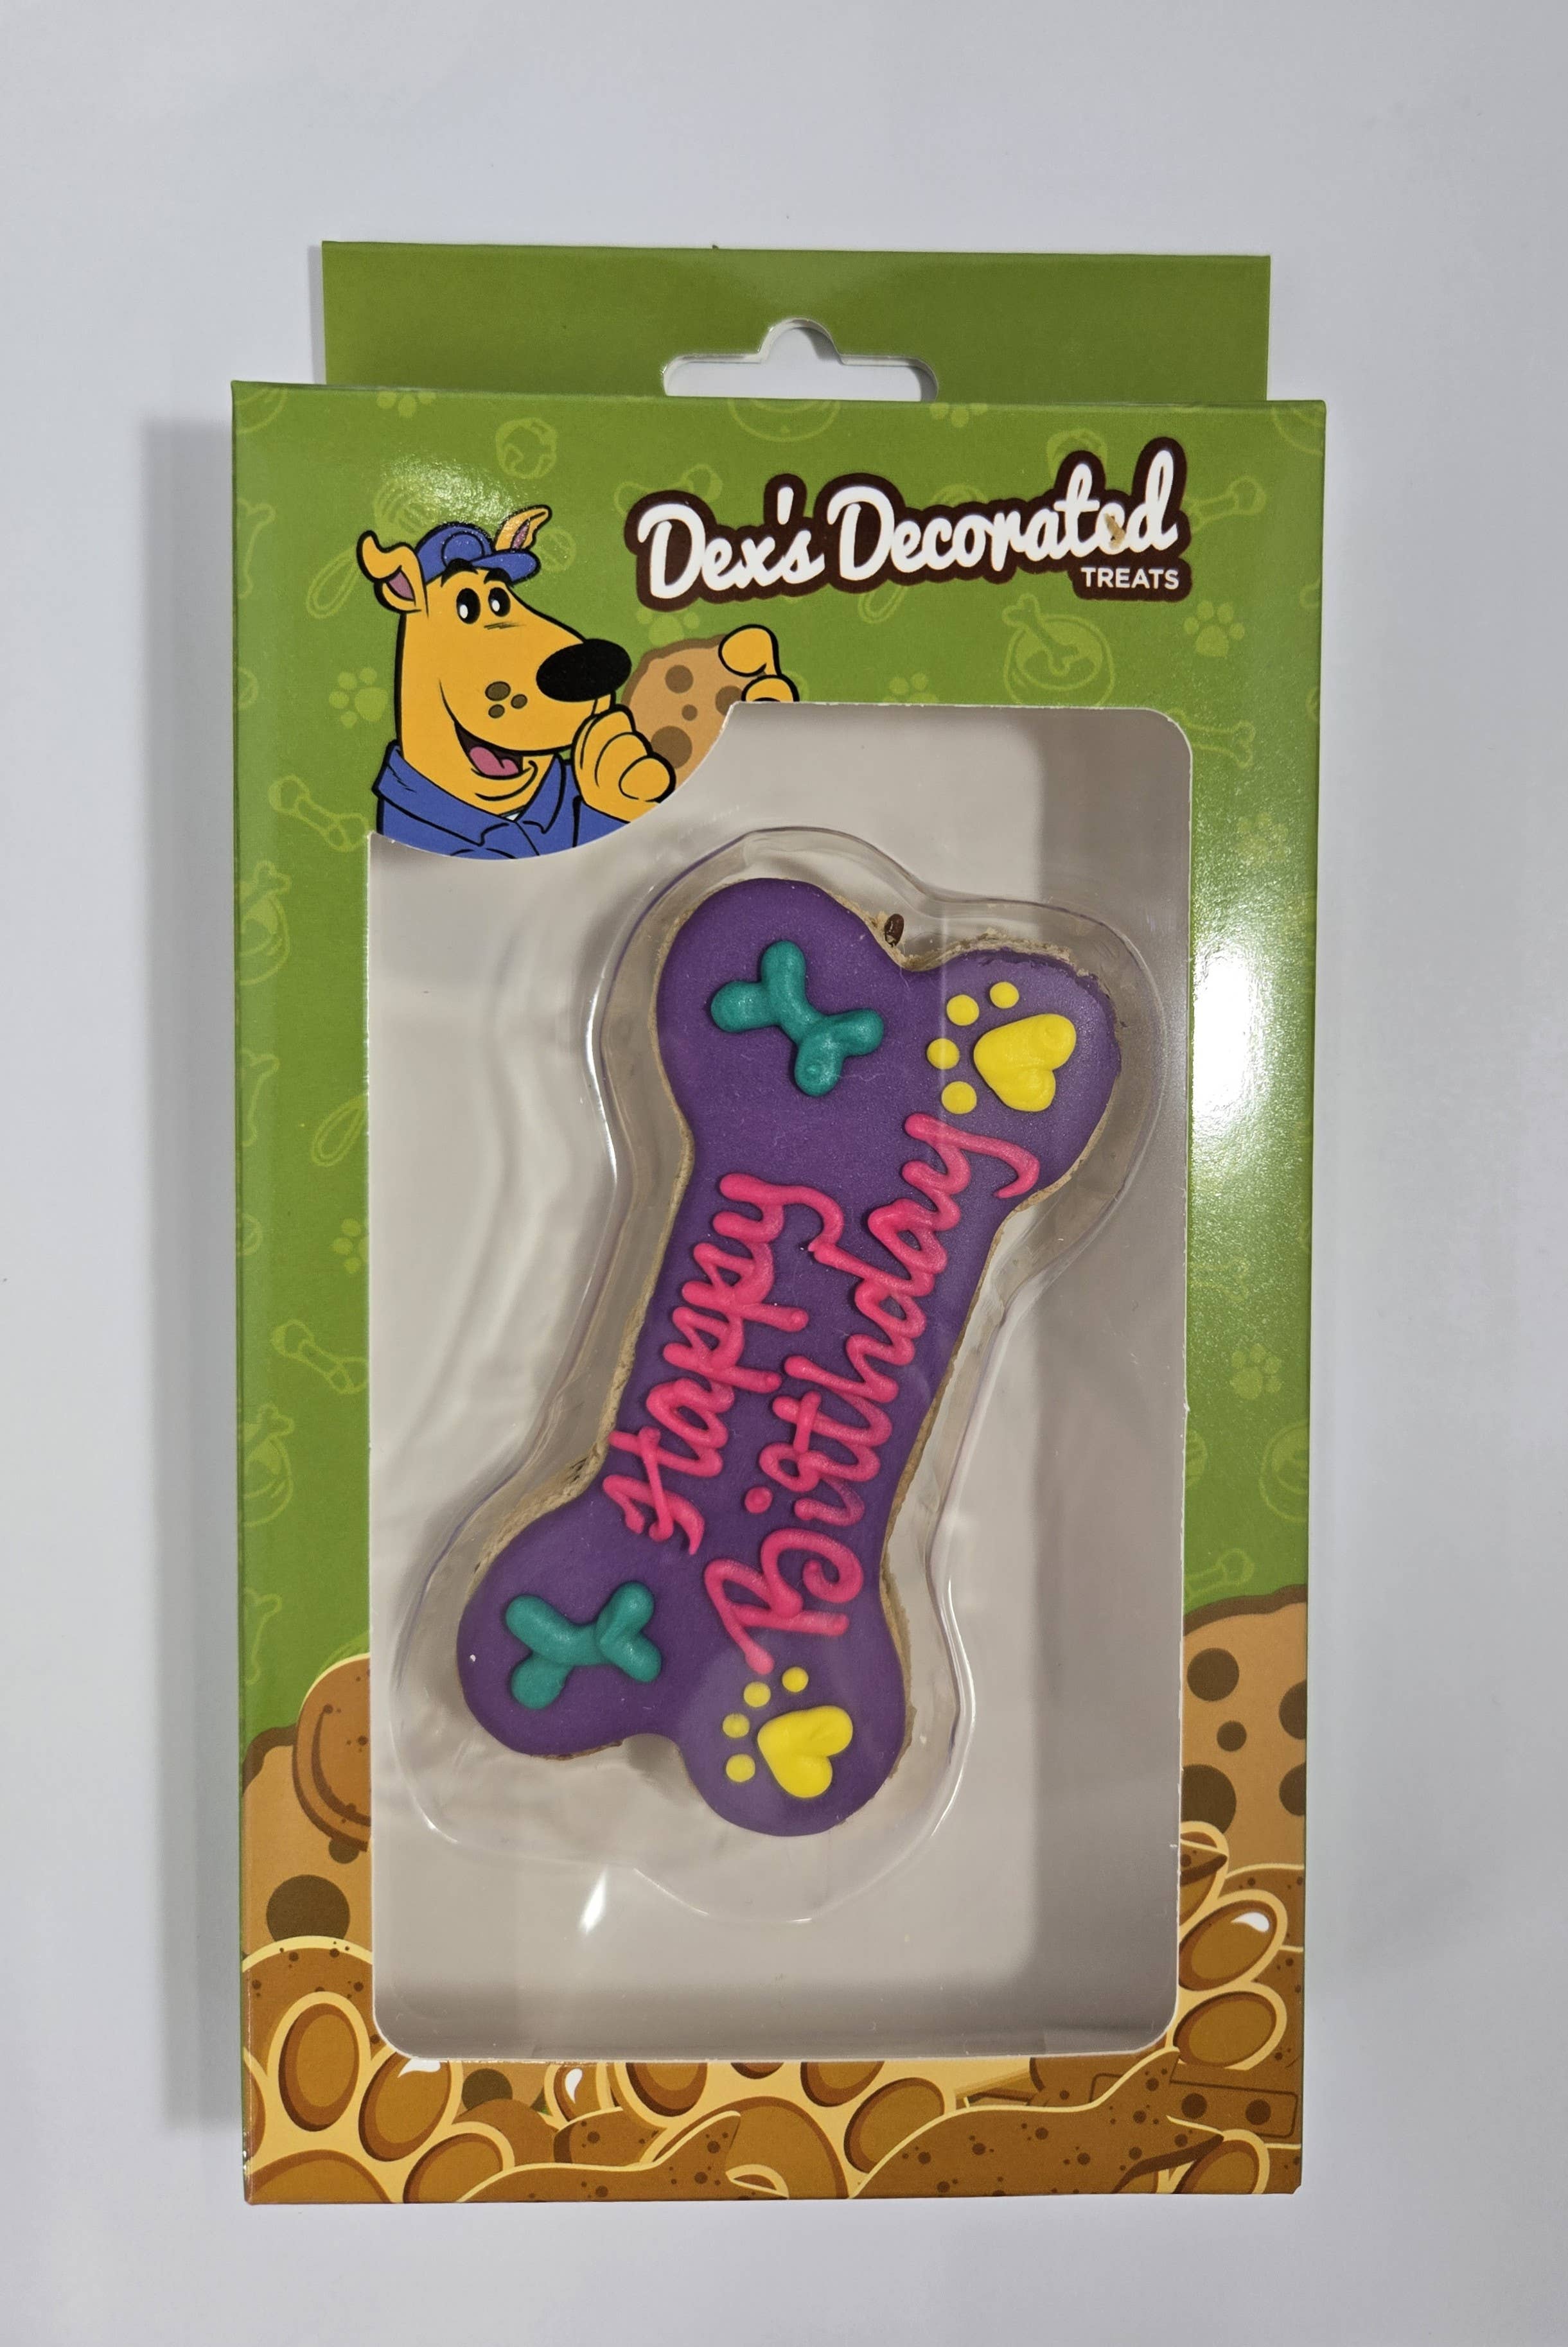 Dex's Decorated
TREATS
Happy
Birthday